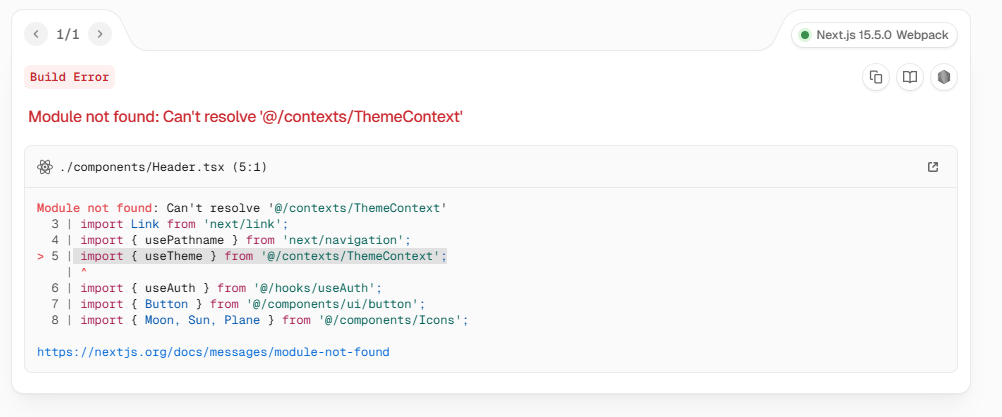 1/1
Next.js 15.5.0 Webpack
Build Error
Module not found: Can't resolve '@/contexts/ThemeContext'
./components/Header.tsx (5:1)
Module not found: Can't resolve '@/contexts/ThemeContext'
3 | import Link from 'next/link';
4 | import { usePathname } from 'next/navigation';
> 5 | import { useTheme } from '@/contexts/ThemeContext';
| ^
6 | import { useAuth } from '@/hooks/useAuth';
7 | import { Button } from '@/components/ui/button';
8 | import { Moon, Sun, Plane } from '@/components/Icons';
https://nextjs.org/docs/messages/module-not-found